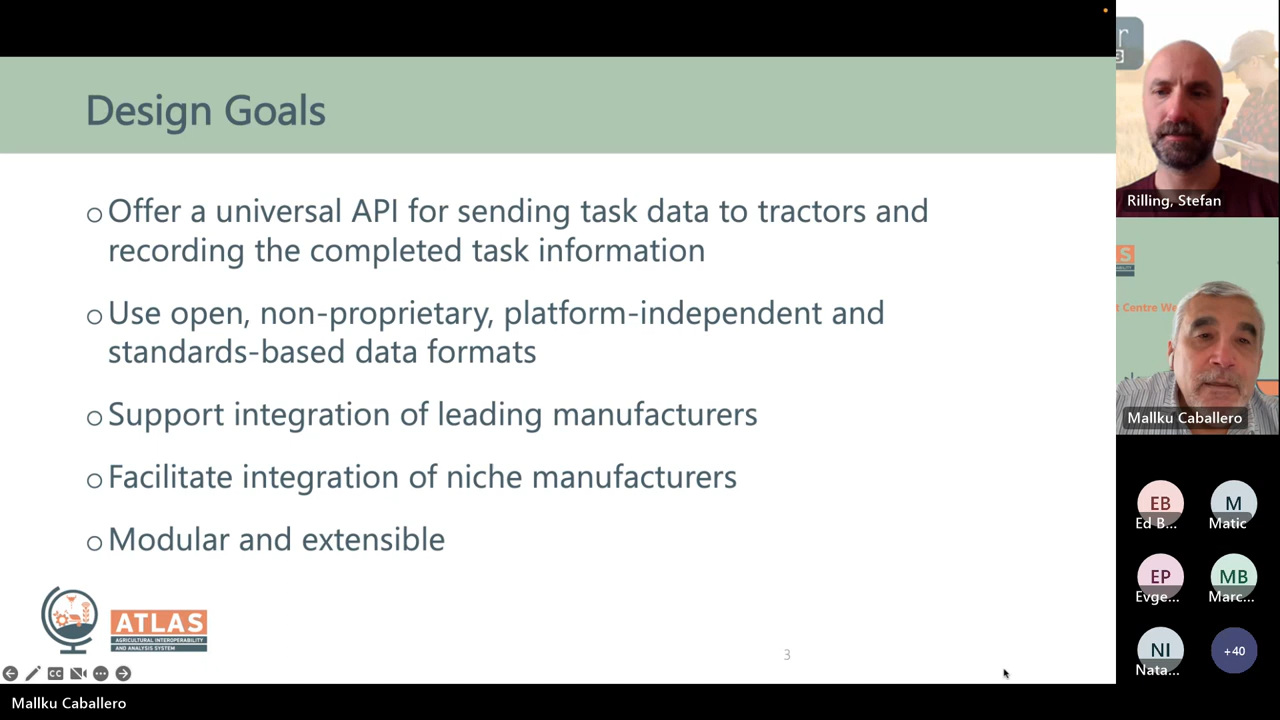 Design Goals
o Offer a universal API for sending task data to tractors and
recording the completed task information
o Use open, non-proprietary, platform-independent and
standards-based data formats
o Support integration of leading manufacturers
o Facilitate integration of niche manufacturers
o Modular and extensible
ATLAS
AGRICULTURAL INTEROPERABILITY
AND ANALYSIS SYSTEM
3
CC
Mallku Caballero
r
Rilling, Stefan
S
t Centre We
Mallku Caballero
EB
Ed B...
M
Matic
EP
Evge...
MB
Marc...
NI
Nata...
+40